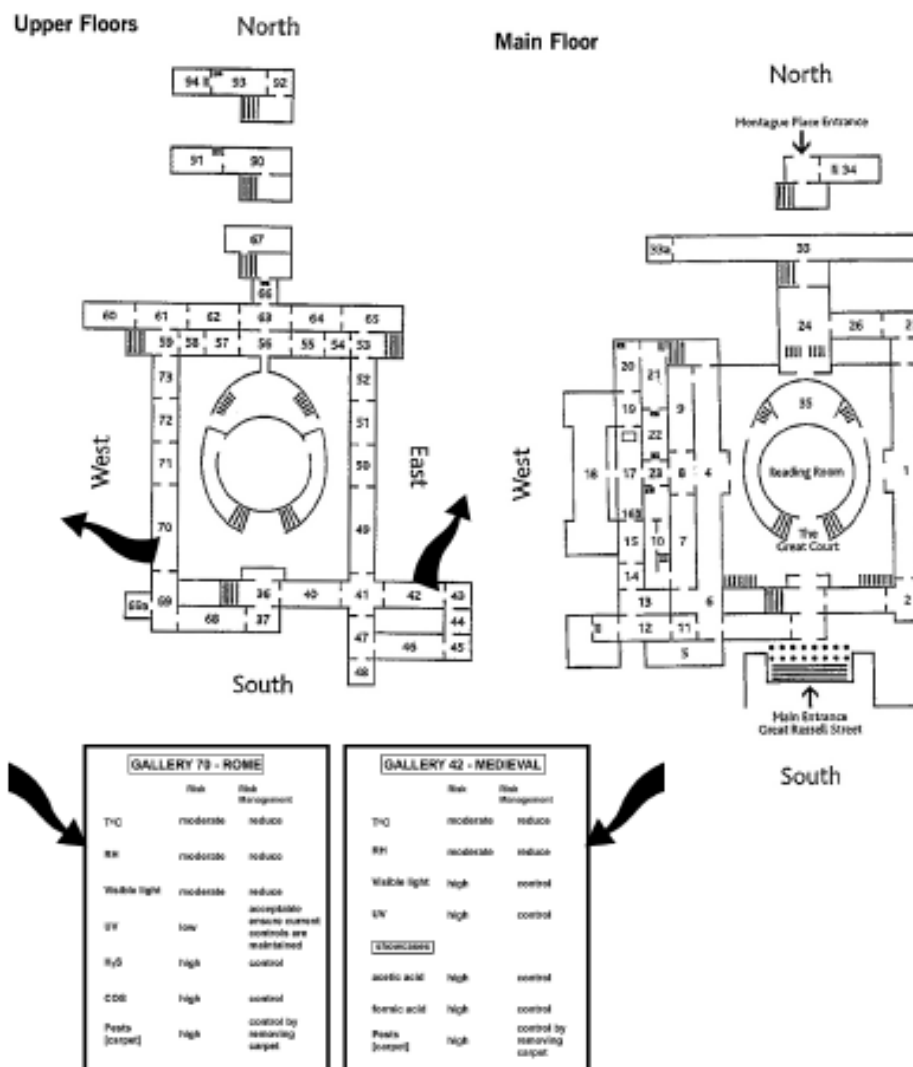 Upper Floors
North
94 93 92
91 90
67
66
60 61 62 63 64 65
59 58 57 56 55 54 53
73
52
72
51
West
71
50
East
70
49
69a 69
36 40 41 42 43
68 37
47
44
46 45
48
South
Main Floor
North
Montague Place Entrance
34
33a 33
24 26
20 21
19 9
35
22
West
18 17 23 8 4
Reading Room
1
15 10 7
The
Great Court
14
13 6
2
12 11
5
Main Entrance
Great Russell Street
South
GALLERY 70 - ROME
Risk Risk Management
T°C moderate reduce
RH moderate reduce
Visible light moderate reduce
UV low acceptable
ensure current
controls are
maintained
H₂S high control
COS high control
Pests [carpet] high control by
removing
carpet
GALLERY 42 - MEDIEVAL
Risk Risk Management
T°C moderate reduce
RH moderate reduce
Visible light high control
UV high control
showcases
acetic acid high control
formic acid high control
Pests [carpet] high control by
removing
carpet